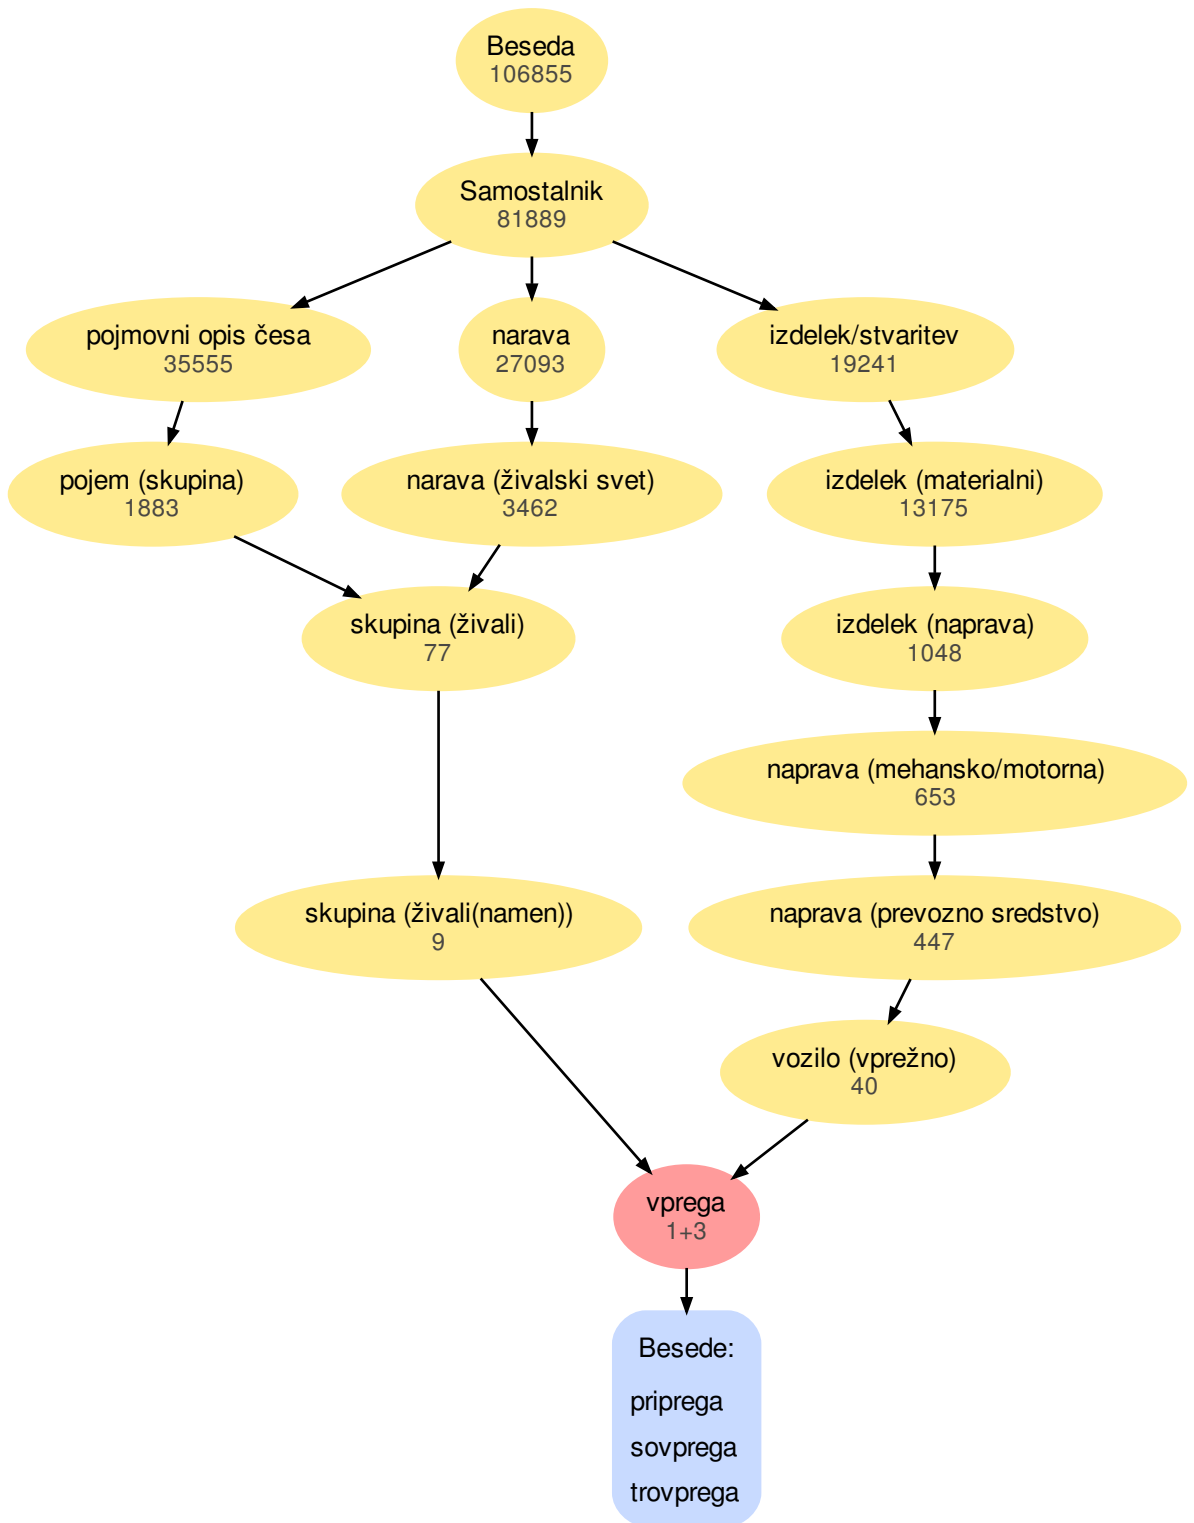 Beseda
106855
Samostalnik
81889
pojmovni opis česa
35555
narava
27093
izdelek/stvaritev
19241
pojem (skupina)
1883
narava (živalski svet)
3462
izdelek (materialni)
13175
skupina (živali)
77
izdelek (naprava)
1048
naprava (mehansko/motorna)
653
skupina (živali(namen))
9
naprava (prevozno sredstvo)
447
vozilo (vprežno)
40
vprega
1+3
Besede:
priprega
sovprega
trovprega